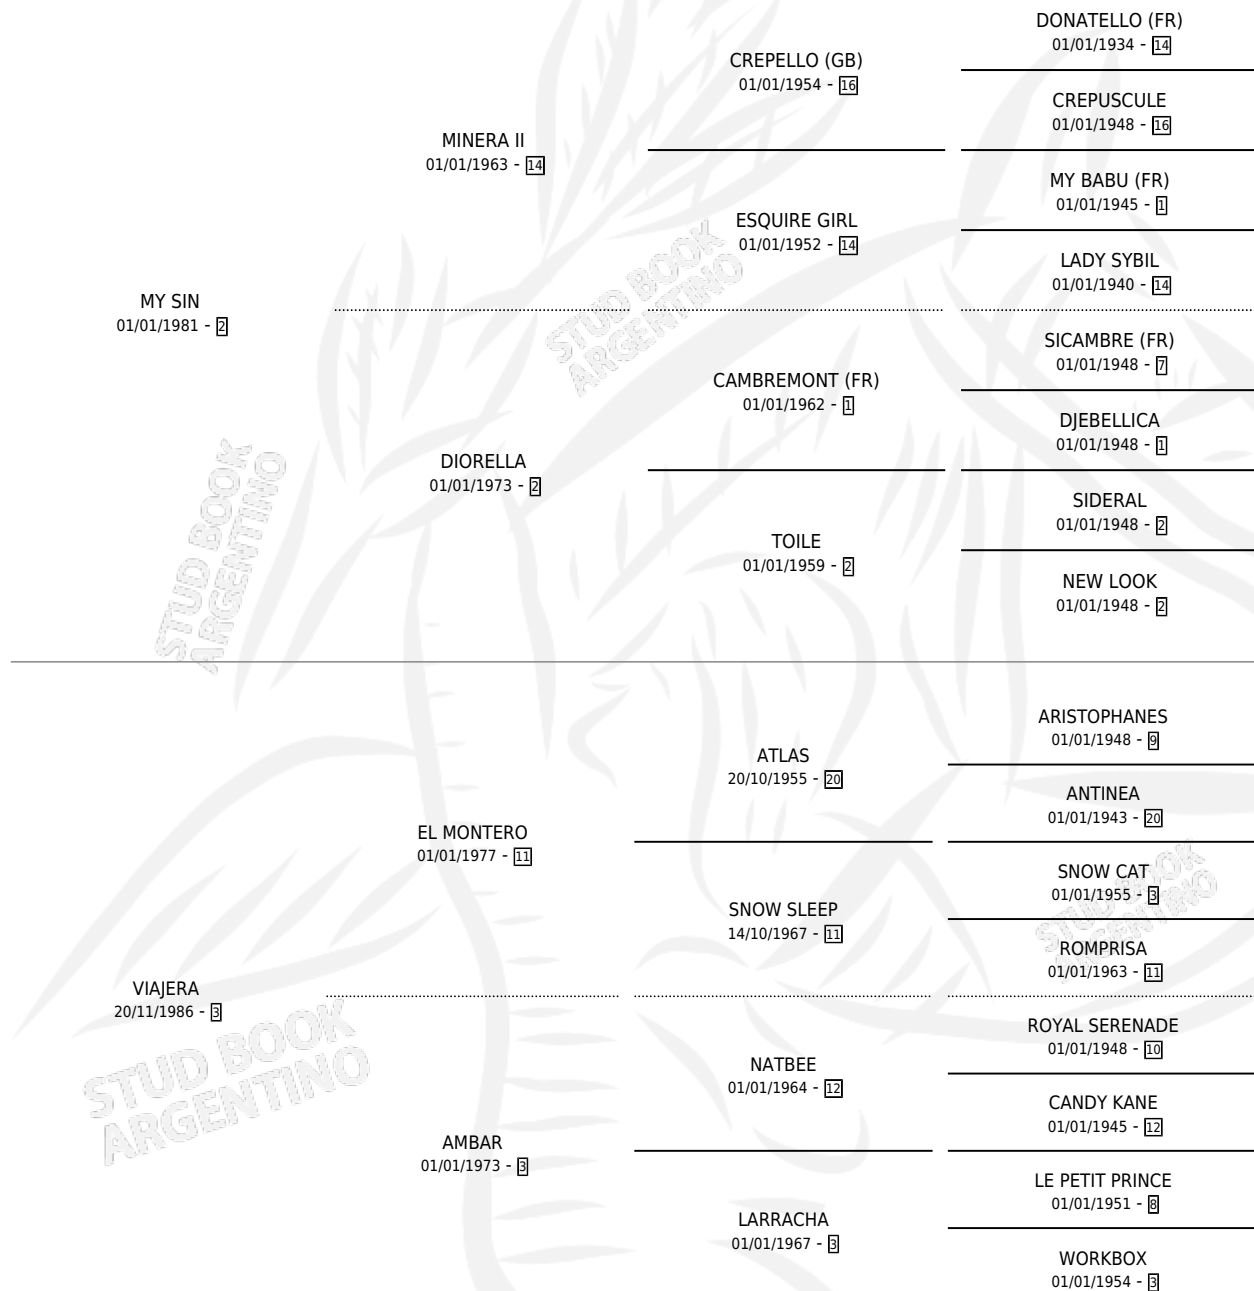 MY SIN
01/01/1981 - 2
MINERA II
01/01/1963 - 14
CREPELLO (GB)
01/01/1954 - 16
DONATELLO (FR)
01/01/1934 - 14
CREPUSCULE
01/01/1948 - 16
ESQUIRE GIRL
01/01/1952 - 14
MY BABU (FR)
01/01/1945 - 1
LADY SYBIL
01/01/1940 - 14
DIORELLA
01/01/1973 - 2
CAMBREMONT (FR)
01/01/1962 - 1
SICAMBRE (FR)
01/01/1948 - 7
DJEBELLICA
01/01/1948 - 1
TOILE
01/01/1959 - 2
SIDERAL
01/01/1948 - 2
NEW LOOK
01/01/1948 - 2
VIAJERA
20/11/1986 - 3
EL MONTERO
01/01/1977 - 11
ATLAS
20/10/1955 - 20
ARISTOPHANES
01/01/1948 - 9
ANTINEA
01/01/1943 - 20
SNOW SLEEP
14/10/1967 - 11
SNOW CAT
01/01/1955 - 3
ROMPRISA
01/01/1963 - 11
AMBAR
01/01/1973 - 3
NATBEE
01/01/1964 - 12
ROYAL SERENADE
01/01/1948 - 10
CANDY KANE
01/01/1945 - 12
LARRACHA
01/01/1967 - 3
LE PETIT PRINCE
01/01/1951 - 8
WORKBOX
01/01/1954 - 3
STUD BOOK
ARGENTINO
STUD BOOK
ARGENTINO
STUD BOOK
ARGENTINO
STUD BOOK
ARGENTINO